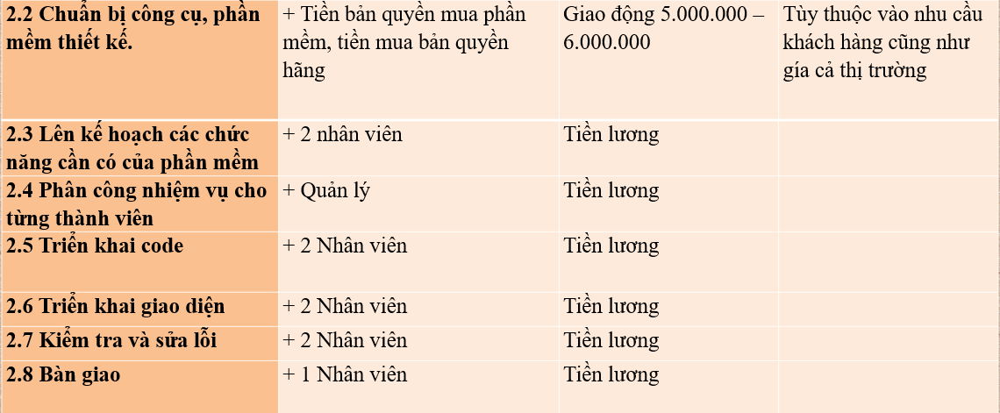 2.2 Chuẩn bị công cụ, phần
mềm thiết kế.
+ Tiền bản quyền mua phần
mềm, tiền mua bản quyền
hãng
Giao động 5.000.000 –
6.000.000
Tùy thuộc vào nhu cầu
khách hàng cũng như
gía cả thị trường
2.3 Lên kế hoạch các chức
năng cần có của phần mềm
+ 2 nhân viên
Tiền lương
2.4 Phân công nhiệm vụ cho
từng thành viên
+ Quản lý
Tiền lương
2.5 Triển khai code
+ 2 Nhân viên
Tiền lương
2.6 Triển khai giao diện
+ 2 Nhân viên
Tiền lương
2.7 Kiểm tra và sửa lỗi
+ 2 Nhân viên
Tiền lương
2.8 Bàn giao
+ 1 Nhân viên
Tiền lương